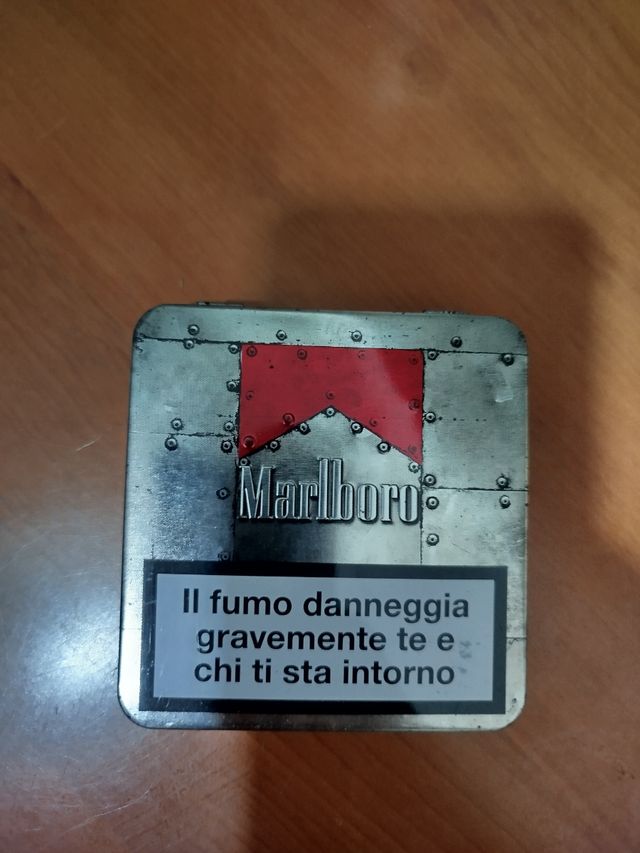 Marlboro
Il fumo danneggia
gravemente te e
chi ti sta intorno